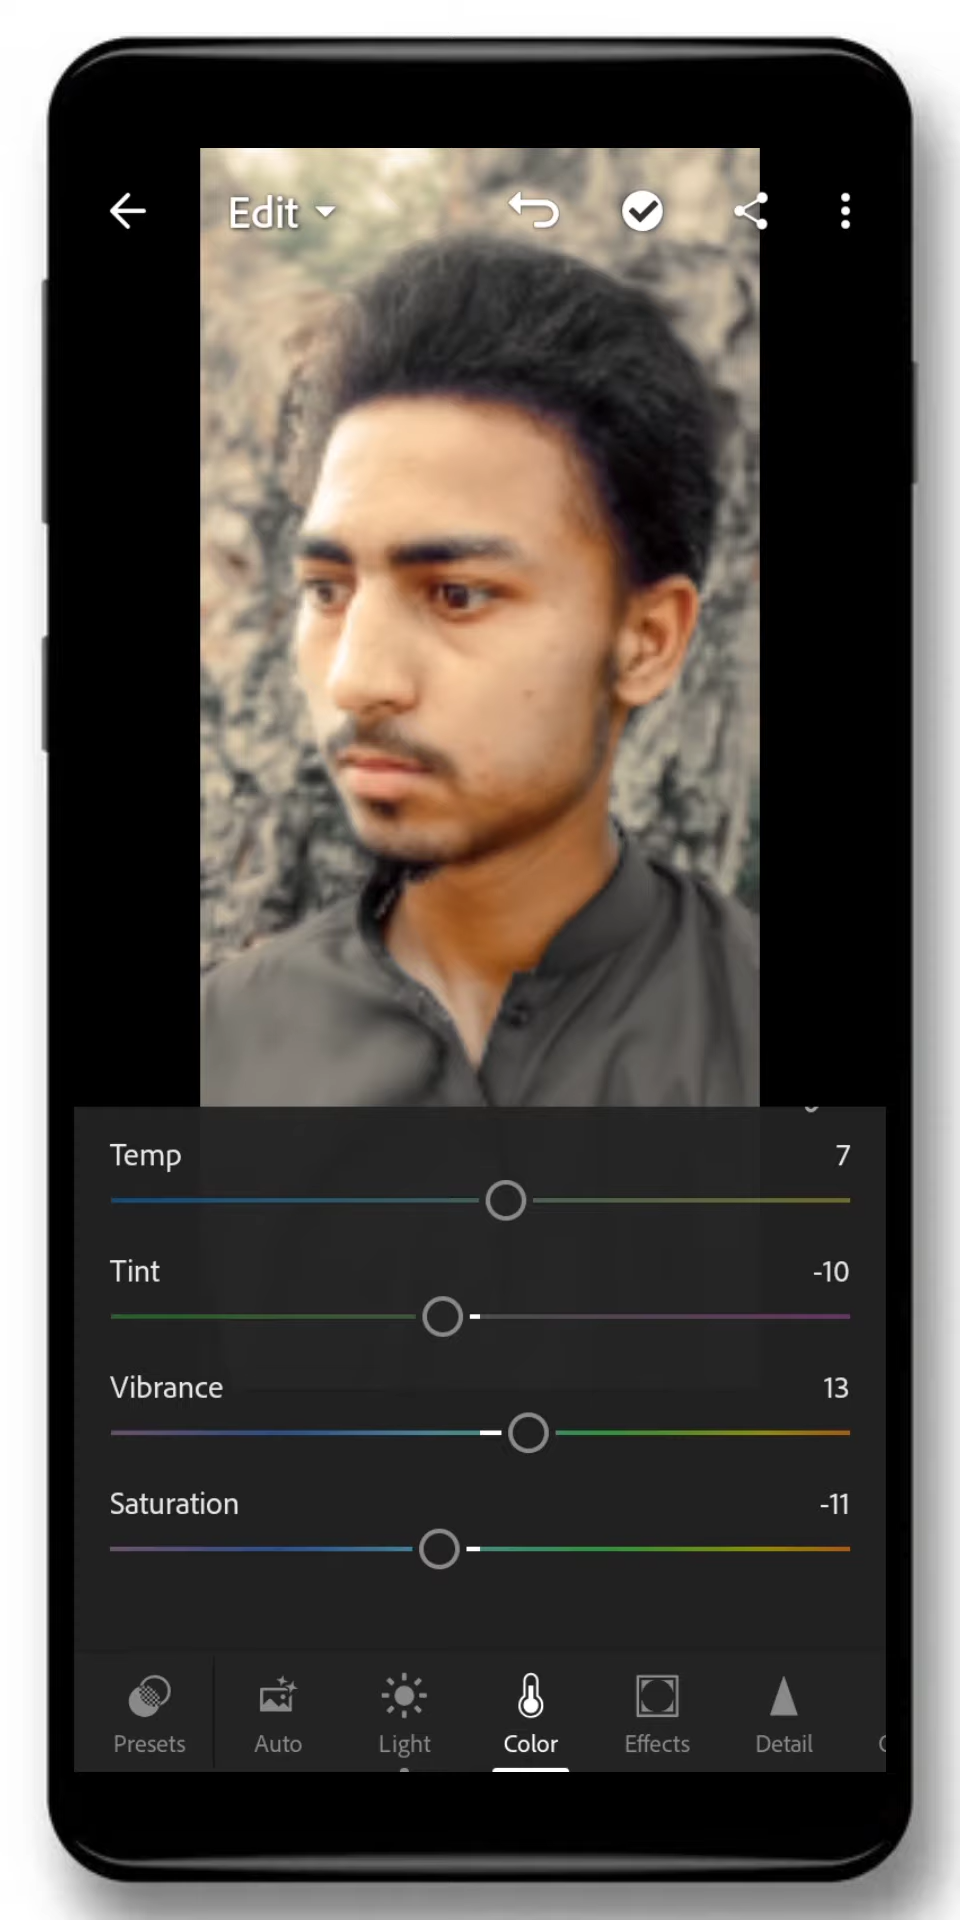 Edit
Temp 7
Tint -10
Vibrance 13
Saturation -11
Presets Auto Light Color Effects Detail